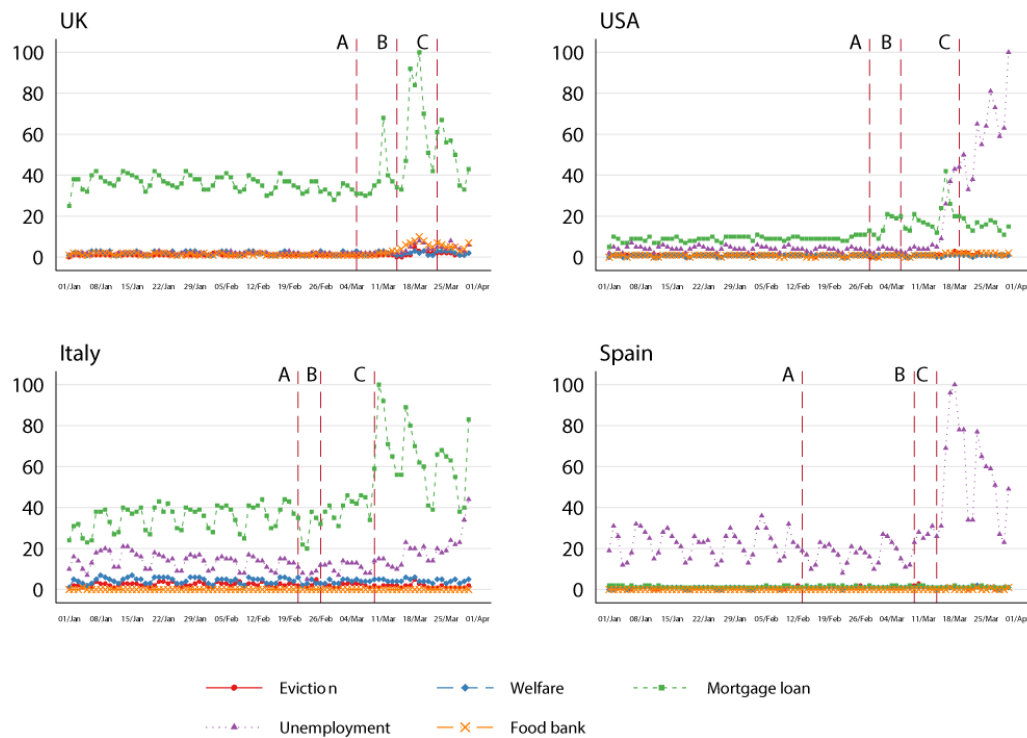 UK
A B C
100
80
60
40
20
0
01/Jan 08/Jan 15/Jan 22/Jan 29/Jan 05/Feb 12/Feb 19/Feb 26/Feb 04/Mar 11/Mar 18/Mar 25/Mar 01/Apr
USA
A B C
100
80
60
40
20
0
01/Jan 08/Jan 15/Jan 22/Jan 29/Jan 05/Feb 12/Feb 19/Feb 26/Feb 04/Mar 11/Mar 18/Mar 25/Mar 01/Apr
Italy
A B C
100
80
60
40
20
0
01/Jan 08/Jan 15/Jan 22/Jan 29/Jan 05/Feb 12/Feb 19/Feb 26/Feb 04/Mar 11/Mar 18/Mar 25/Mar 01/Apr
Spain
A B C
100
80
60
40
20
0
01/Jan 08/Jan 15/Jan 22/Jan 29/Jan 05/Feb 12/Feb 19/Feb 26/Feb 04/Mar 11/Mar 18/Mar 25/Mar 01/Apr
Eviction Welfare Mortgage loan
Unemployment Food bank